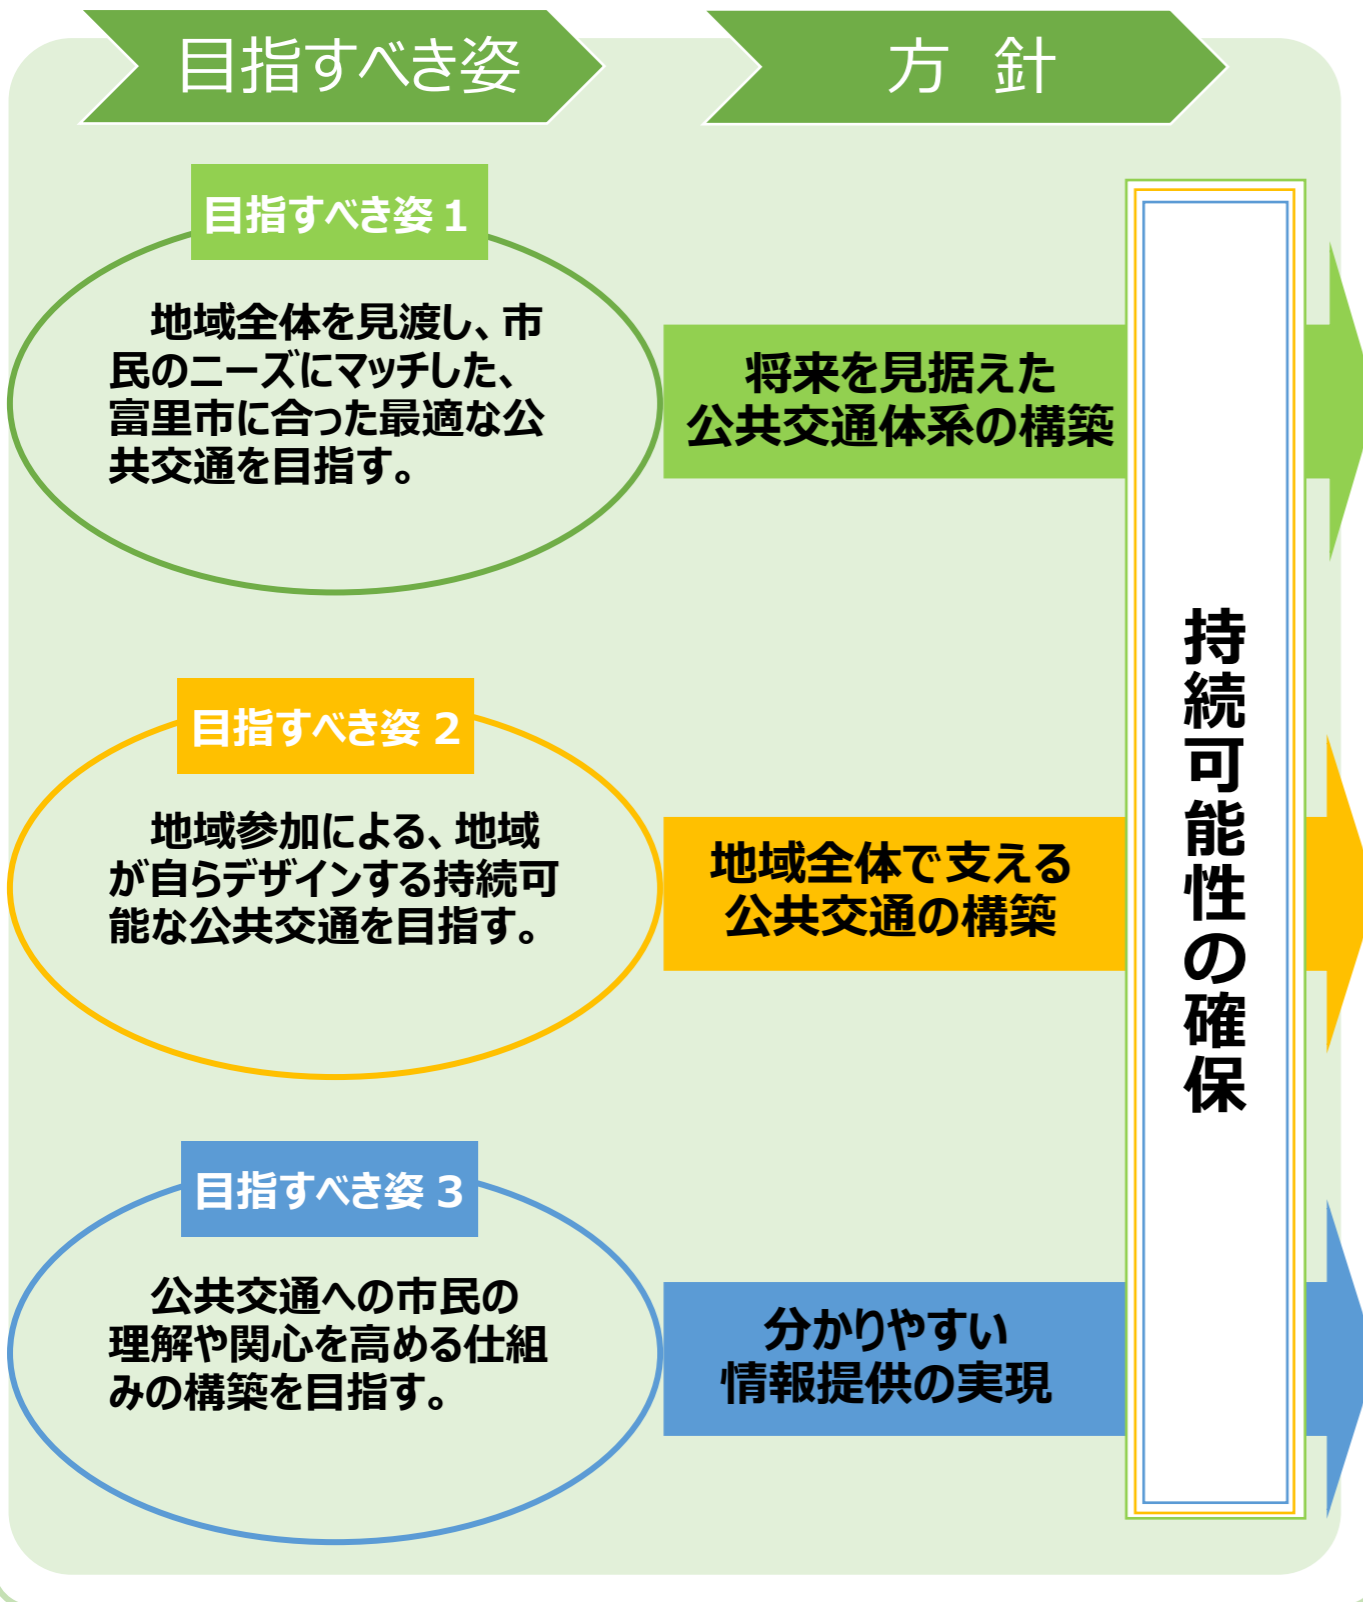 目指すべき姿
方 針
目指すべき姿 1
地域全体を見渡し、市
民のニーズにマッチした、
富里市に合った最適な公
共交通を目指す。
将来を見据えた
公共交通体系の構築
目指すべき姿 2
地域参加による、地域
が自らデザインする持続可
能な公共交通を目指す。
地域全体で支える
公共交通の構築
目指すべき姿 3
公共交通への市民の
理解や関心を高める仕組
みの構築を目指す。
分かりやすい
情報提供の実現
持続可能性の確保